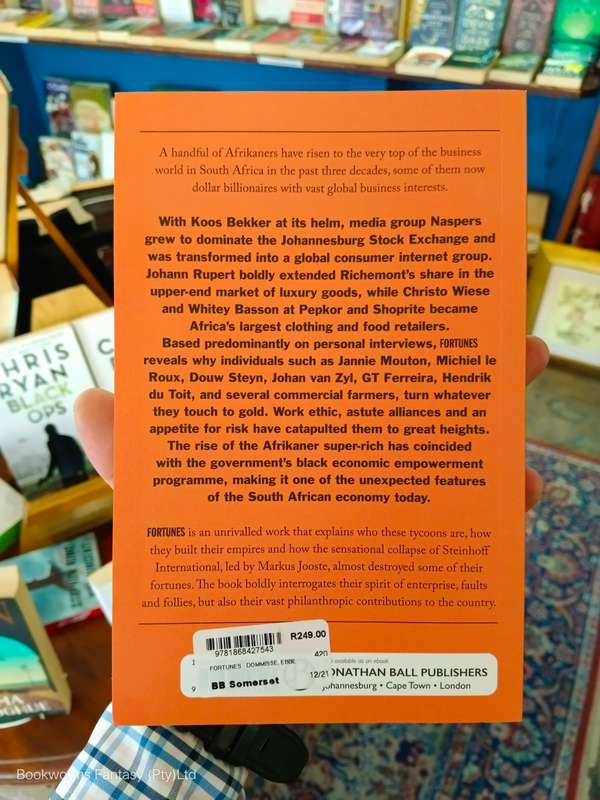 A handful of Afrikaners have risen to the very top of the business
world in South Africa in the past three decades, some of them now
dollar billionaires with vast global business interests.
With Koos Bekker at its helm, media group Naspers
grew to dominate the Johannesburg Stock Exchange and
was transformed into a global consumer internet group.
Johann Rupert boldly extended Richemont's share in the
upper-end market of luxury goods, while Christo Wiese
and Whitey Basson at Pepkor and Shoprite became
Africa's largest clothing and food retailers.
Based predominantly on personal interviews, FORTUNES
reveals why individuals such as Jannie Mouton, Michiel le
Roux, Douw Steyn, Johan van Zyl, GT Ferreira, Hendrik
du Toit, and several commercial farmers, turn whatever
they touch to gold. Work ethic, astute alliances and an
appetite for risk have catapulted them to great heights.
The rise of the Afrikaner super-rich has coincided
with the government's black economic empowerment
programme, making it one of the unexpected features
of the South African economy today.
FORTUNES is an unrivalled work that explains who these tycoons are, how
they built their empires and how the sensational collapse of Steinhoff
International, led by Markus Jooste, almost destroyed some of their
fortunes. The book boldly interrogates their spirit of enterprise, faults
and follies, but also their vast philanthropic contributions to the country.
R249.00
9781868427543
420
FORTUNES DOMMISSE, EBBE
12/21
BB Somerset
available as an ebook
ONATHAN BALL PUBLISHERS
ohannesburg • Cape Town • London
HRIS
RYAN
BLACK
OPS
Bookworms Fantasy (Pty)Ltd